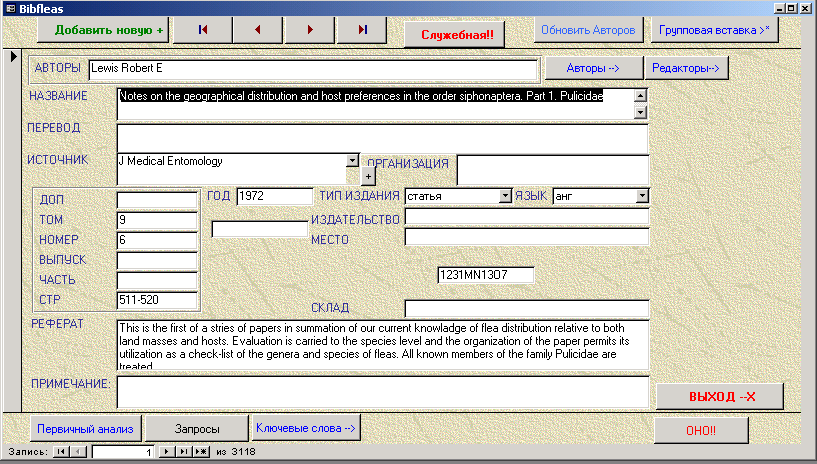 Bibfleas
Добавить новую +
Служебная!!
Обновить Авторов
Групповая вставка >*
АВТОРЫ Lewis Robert E
Авторы --> Редакторы-->
НАЗВАНИЕ Notes on the geographical distribution and host preferences in the order siphonaptera. Part 1. Pulicidae
ПЕРЕВОД
ИСТОЧНИК J Medical Entomology + ОРГАНИЗАЦИЯ
ДОП ГОД 1972 ТИП ИЗДАНИЯ статья ЯЗЫК анг
ТОМ 9 ИЗДАТЕЛЬСТВО
НОМЕР 6 МЕСТО
ВЫПУСК
ЧАСТЬ 1231MN13O7
СТР 511-520 СКЛАД
РЕФЕРАТ This is the first of a stries of papers in summation of our current knowladge of flea distribution relative to both
land masses and hosts. Evaluation is carried to the species level and the organization of the paper permits its
utilization as a check-list of the genera and species of fleas. All known members of the family Pulicidae are
treated
ПРИМЕЧАНИЕ:
ВЫХОД --X
Первичный анализ Запросы Ключевые слова -->
ОНО!!
Запись: 1 из 3118